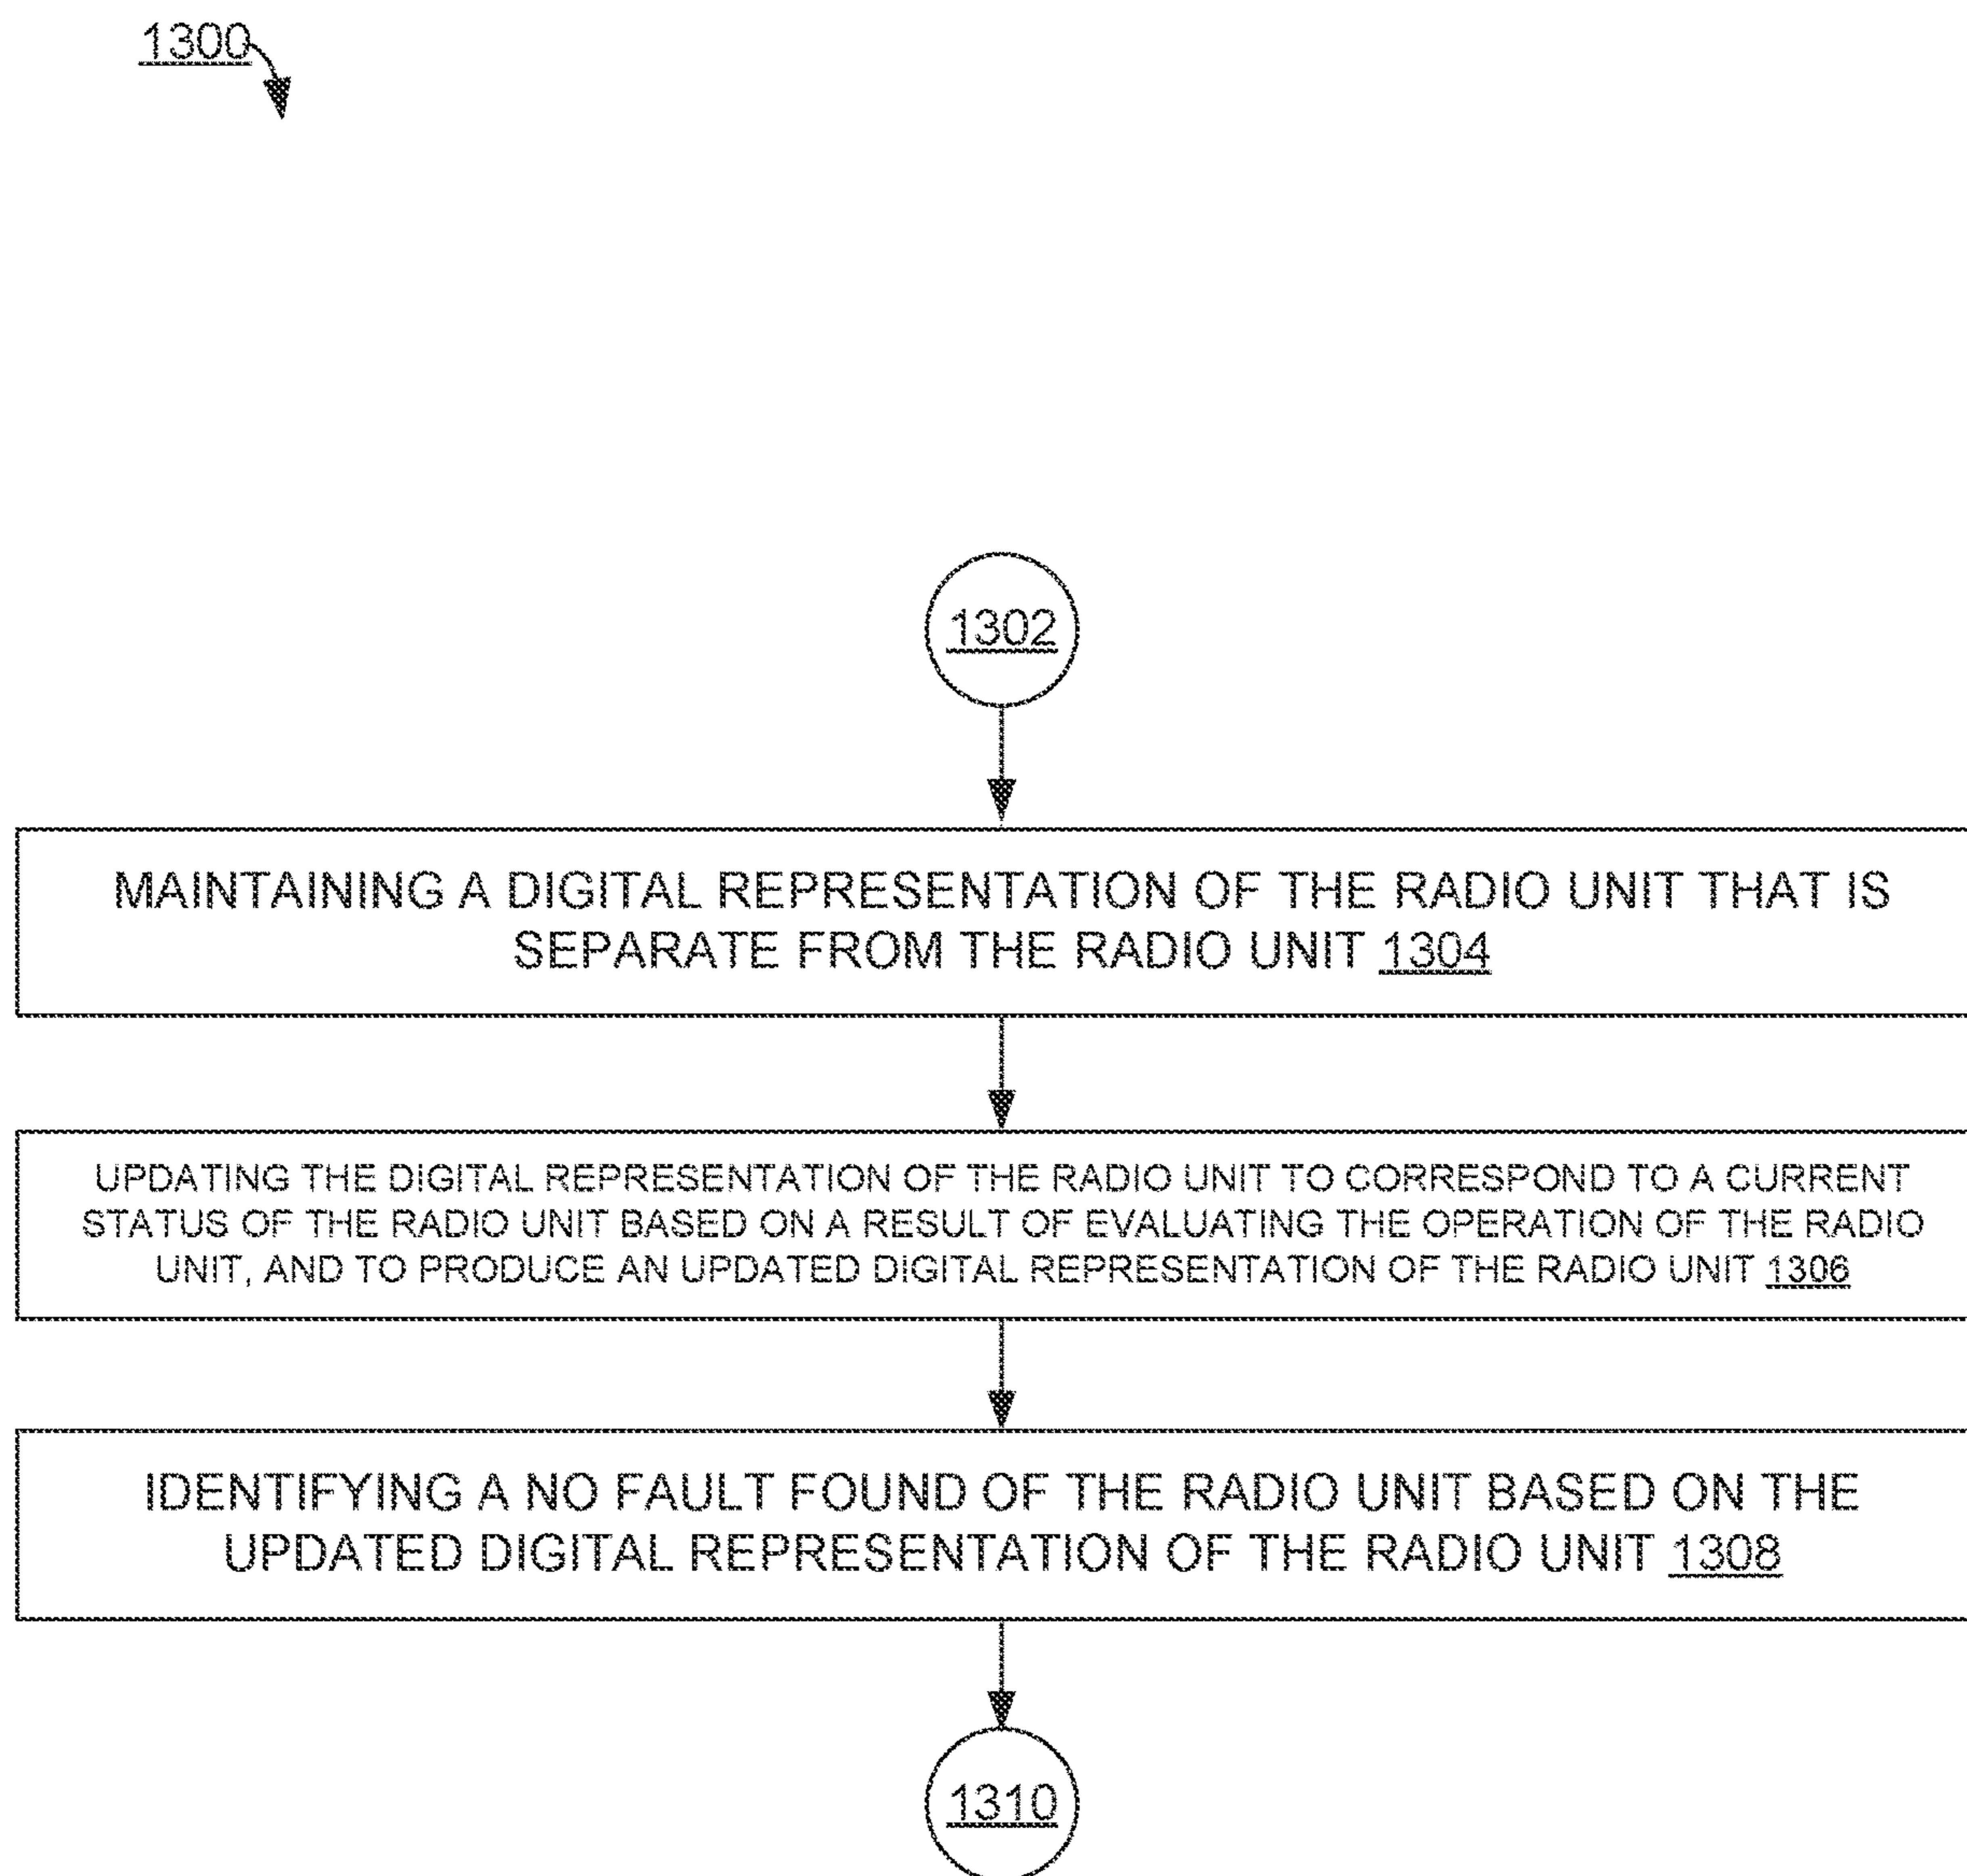 1300
1302
MAINTAINING A DIGITAL REPRESENTATION OF THE RADIO UNIT THAT IS
SEPARATE FROM THE RADIO UNIT 1304
UPDATING THE DIGITAL REPRESENTATION OF THE RADIO UNIT TO CORRESPOND TO A CURRENT
STATUS OF THE RADIO UNIT BASED ON A RESULT OF EVALUATING THE OPERATION OF THE RADIO
UNIT, AND TO PRODUCE AN UPDATED DIGITAL REPRESENTATION OF THE RADIO UNIT 1306
IDENTIFYING A NO FAULT FOUND OF THE RADIO UNIT BASED ON THE
UPDATED DIGITAL REPRESENTATION OF THE RADIO UNIT 1308
1310